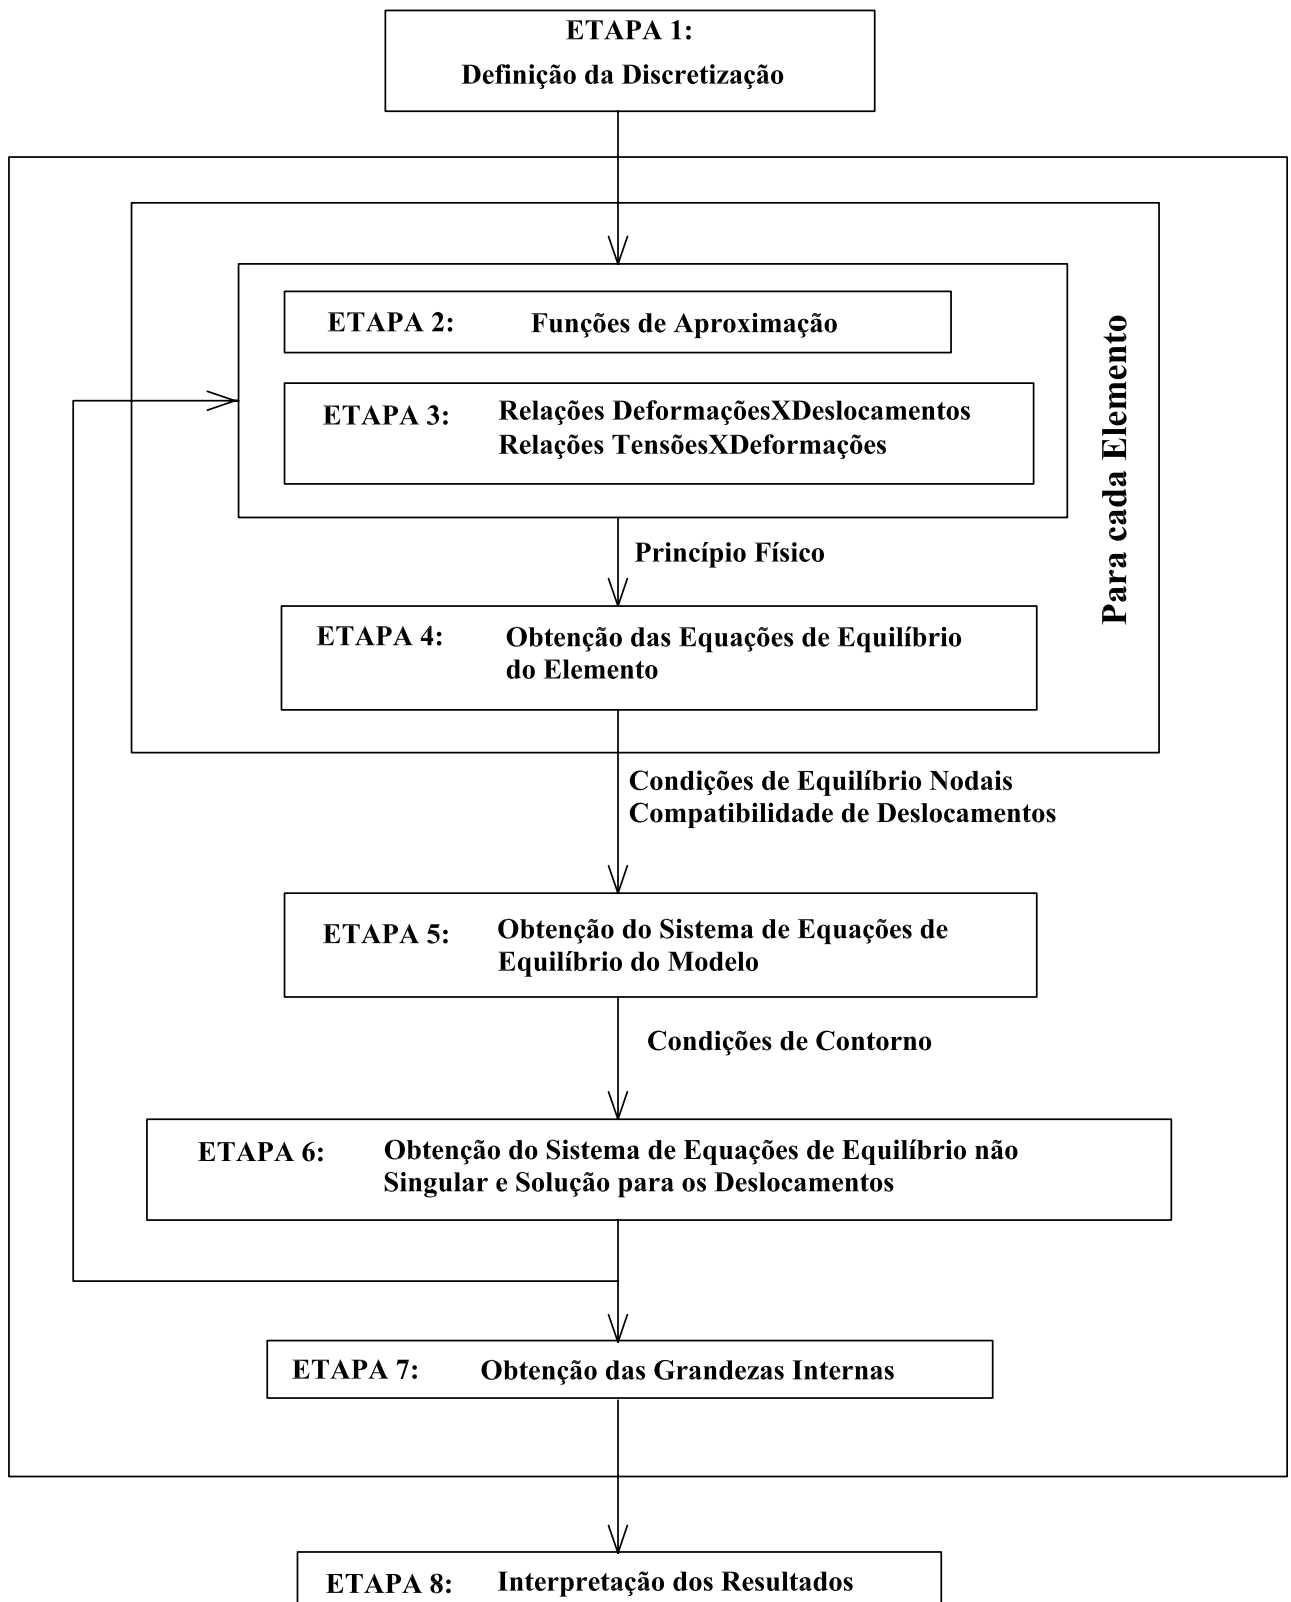 ETAPA 1:
Definição da Discretização
ETAPA 2: Funções de Aproximação
ETAPA 3: Relações DeformaçõesXDeslocamentos
Relações TensõesXDeformações
Para cada Elemento
Princípio Físico
ETAPA 4: Obtenção das Equações de Equilíbrio
do Elemento
Condições de Equilíbrio Nodais
Compatibilidade de Deslocamentos
ETAPA 5: Obtenção do Sistema de Equações de
Equilíbrio do Modelo
Condições de Contorno
ETAPA 6: Obtenção do Sistema de Equações de Equilíbrio não
Singular e Solução para os Deslocamentos
ETAPA 7: Obtenção das Grandezas Internas
ETAPA 8: Interpretação dos Resultados